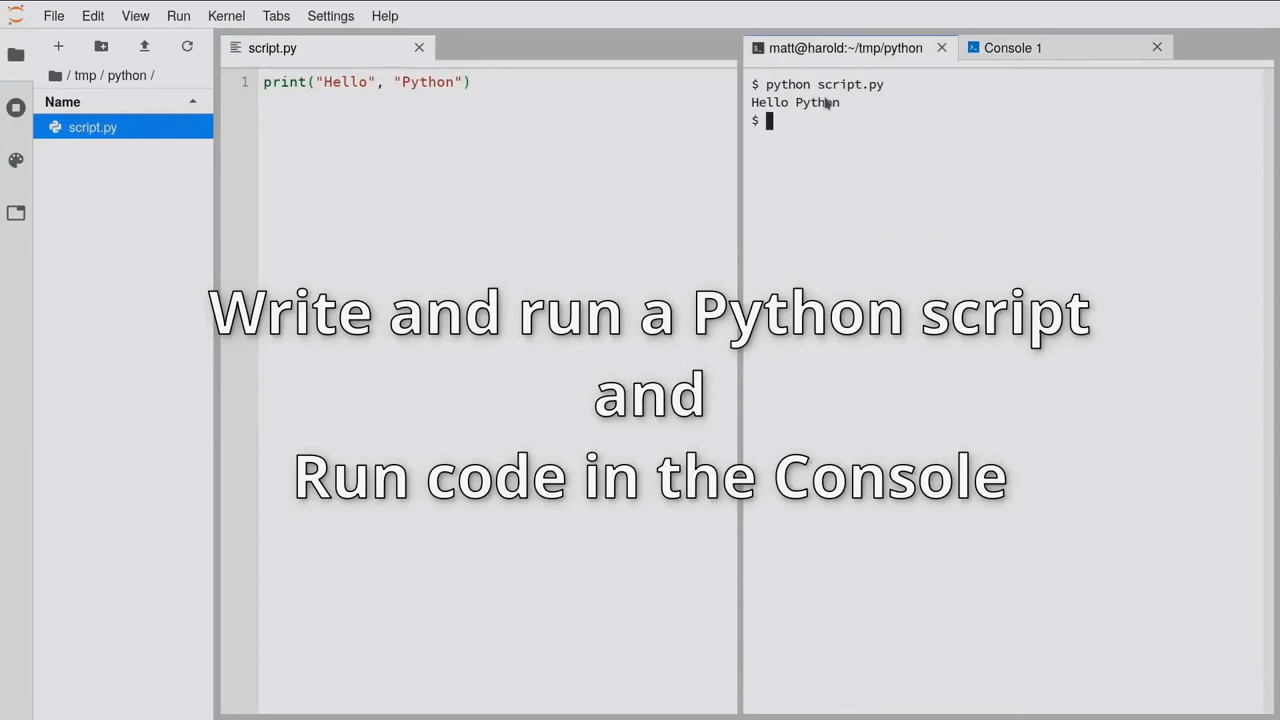 File Edit View Run Kernel Tabs Settings Help
/ tmp / python /
Name
script.py
script.py
1 print("Hello", "Python")
matt@harold:~/tmp/python
Console 1
$ python script.py
Hello Python
$
Write and run a Python script
and
Run code in the Console